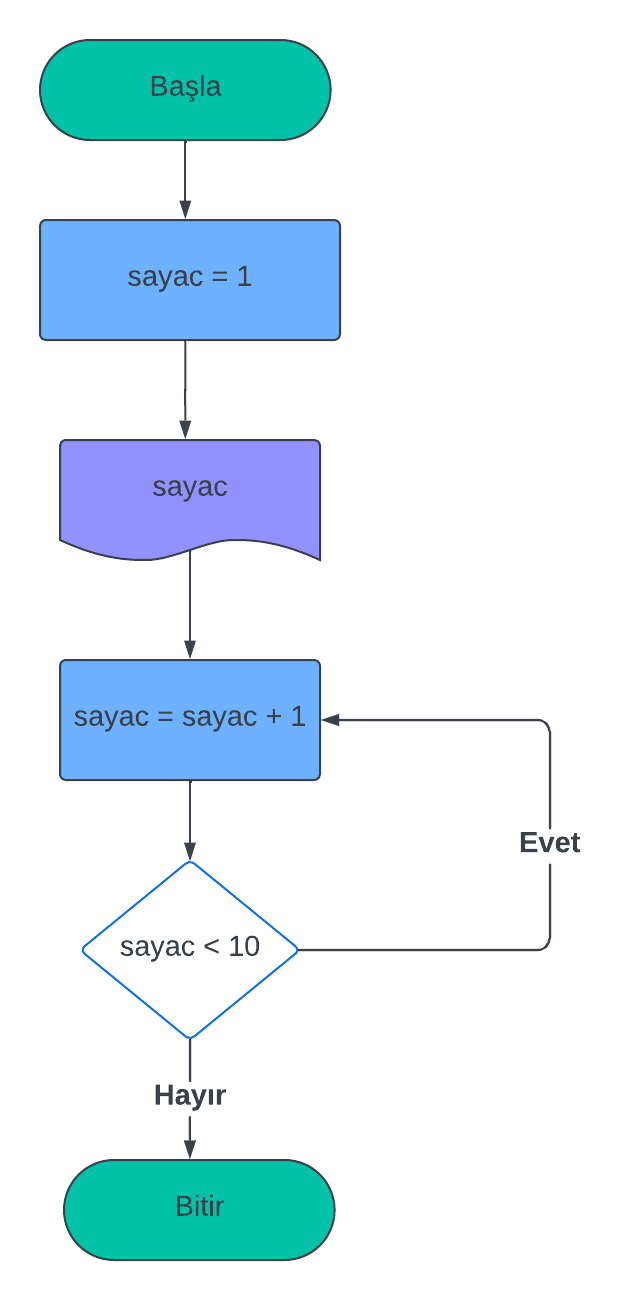 Başla
sayac = 1
sayac
sayac = sayac + 1
Evet
sayac < 10
Hayır
Bitir